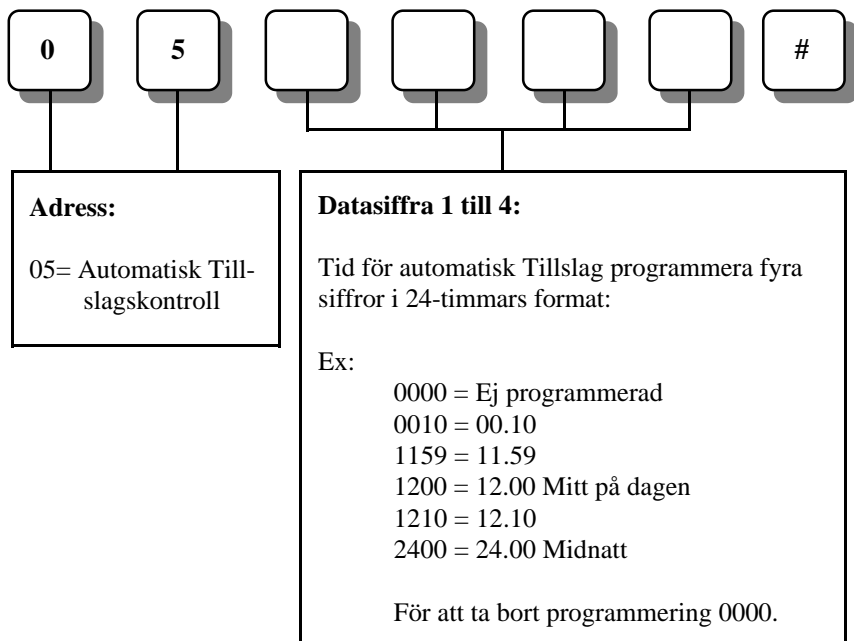 0 5 #
Adress:
05= Automatisk Till-
slagskontroll
Datasiffra 1 till 4:
Tid för automatisk Tillslag programmera fyra
siffror i 24-timmars format:
Ex:
0000 = Ej programmerad
0010 = 00.10
1159 = 11.59
1200 = 12.00 Mitt på dagen
1210 = 12.10
2400 = 24.00 Midnatt
För att ta bort programmering 0000.